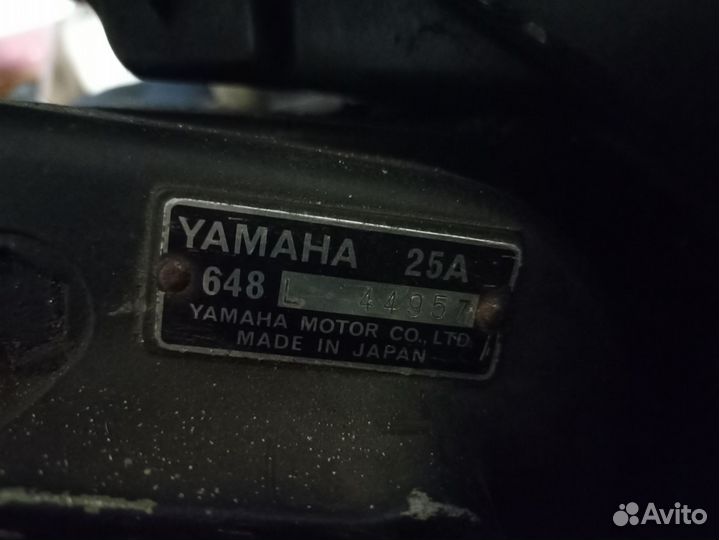 YAMAHA 25A
648 L 44957
YAMAHA MOTOR CO., LTD
MADE IN JAPAN
Avito